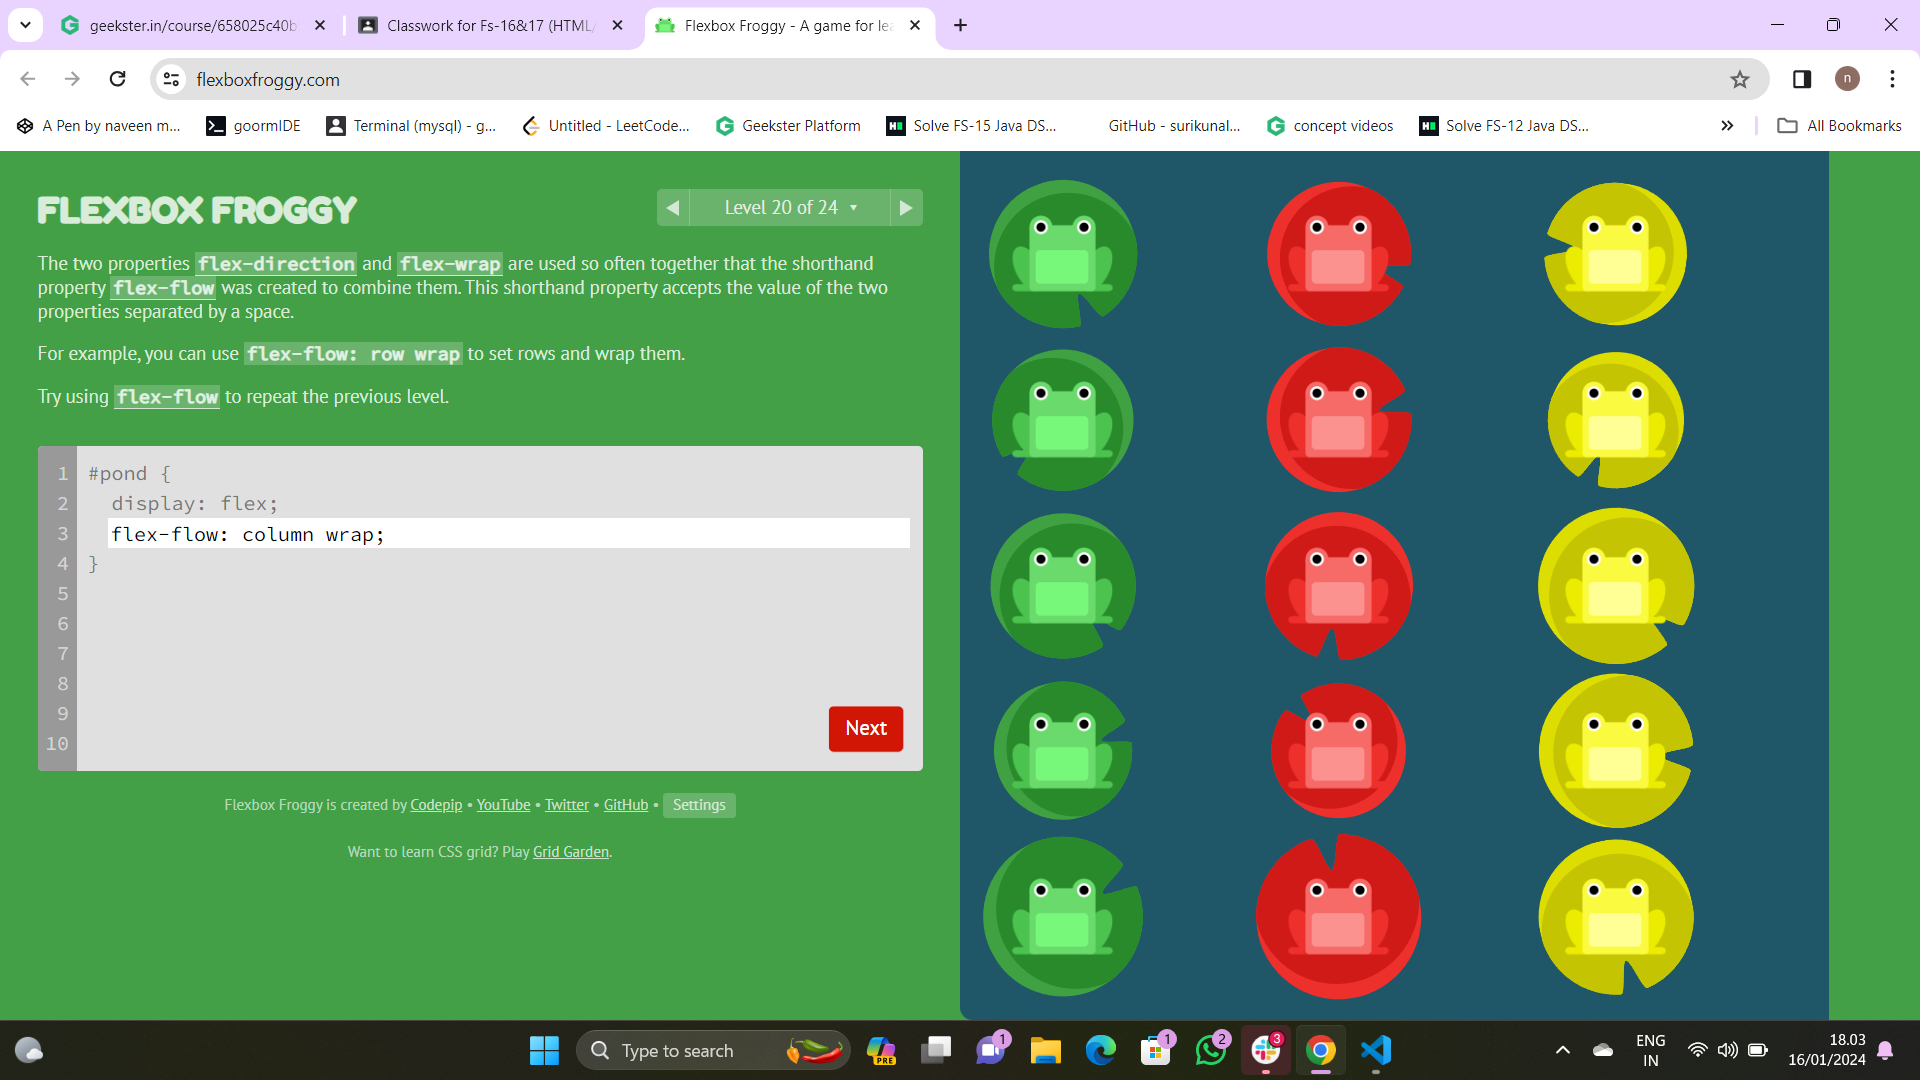 geekster.in/course/658025c40b
Classwork for Fs-16&17 (HTML/
Flexbox Froggy - A game for lea
flexboxfroggy.com
n
A Pen by naveen m...
goormIDE
Terminal (mysql) - g...
Untitled - LeetCode...
Geekster Platform
Solve FS-15 Java DS...
GitHub - surikunal...
concept videos
Solve FS-12 Java DS...
All Bookmarks
FLEXBOX FROGGY
Level 20 of 24
The two properties flex-direction and flex-wrap are used so often together that the shorthand
property flex-flow was created to combine them. This shorthand property accepts the value of the two
properties separated by a space.
For example, you can use flex-flow: row wrap to set rows and wrap them.
Try using flex-flow to repeat the previous level.
1 #pond {
2 display: flex;
3 flex-flow: column wrap;
4 }
5
6
7
8
9
10
Next
Flexbox Froggy is created by Codepip • YouTube • Twitter • GitHub • Settings
Want to learn CSS grid? Play Grid Garden.
Type to search
PRE
1
1
2
3
ENG
IN
18.03
16/01/2024